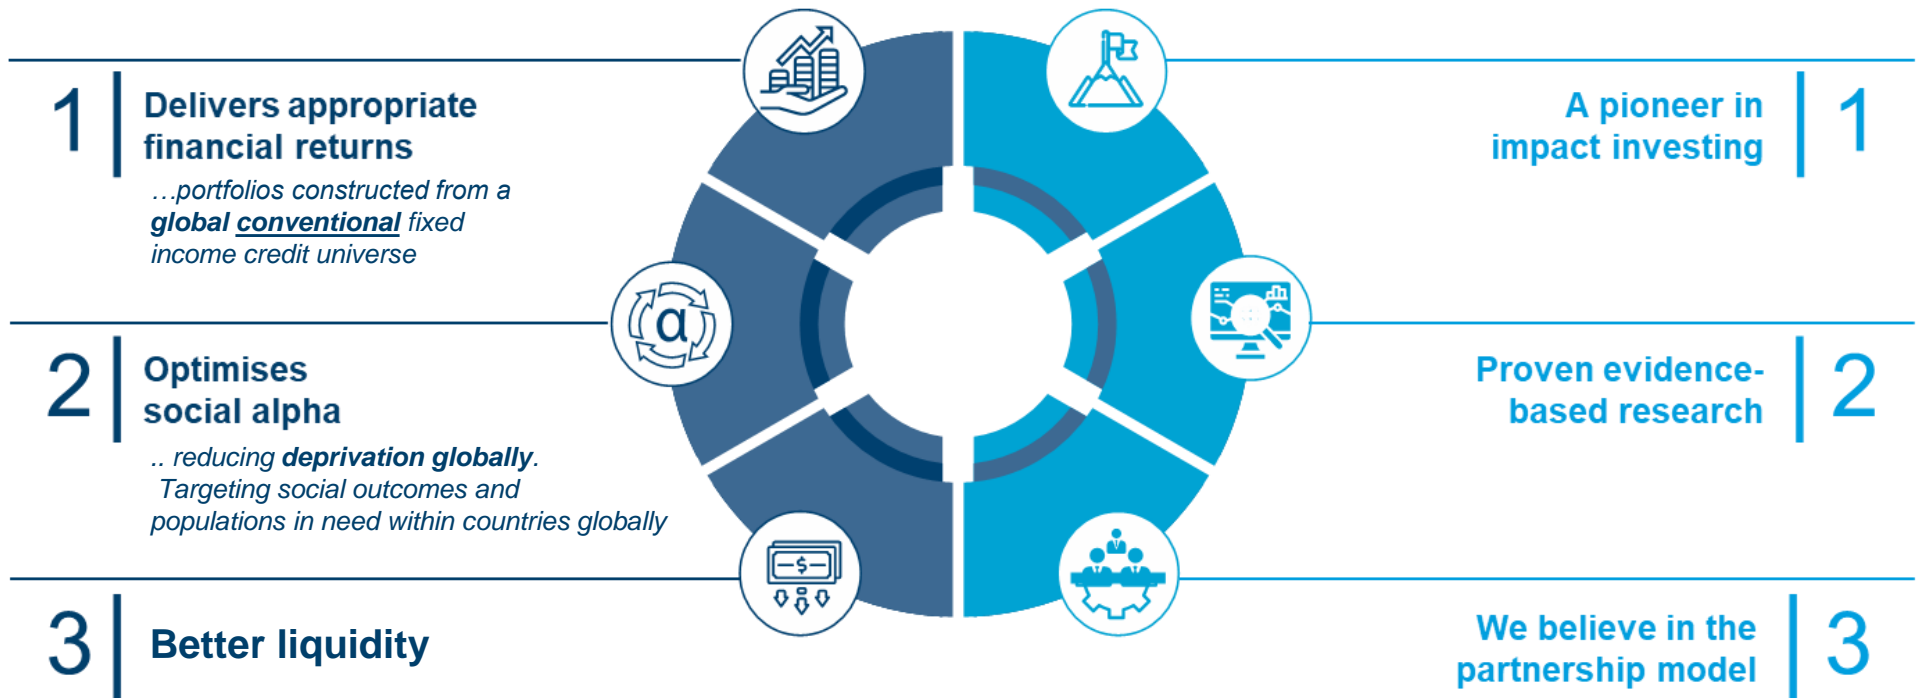 1
Delivers appropriate
financial returns
…portfolios constructed from a
global conventional fixed
income credit universe
2
Optimises
social alpha
.. reducing deprivation globally.
Targeting social outcomes and
populations in need within countries globally
3
Better liquidity
α
$
A pioneer in
impact investing
1
Proven evidence-
based research
2
We believe in the
partnership model
3